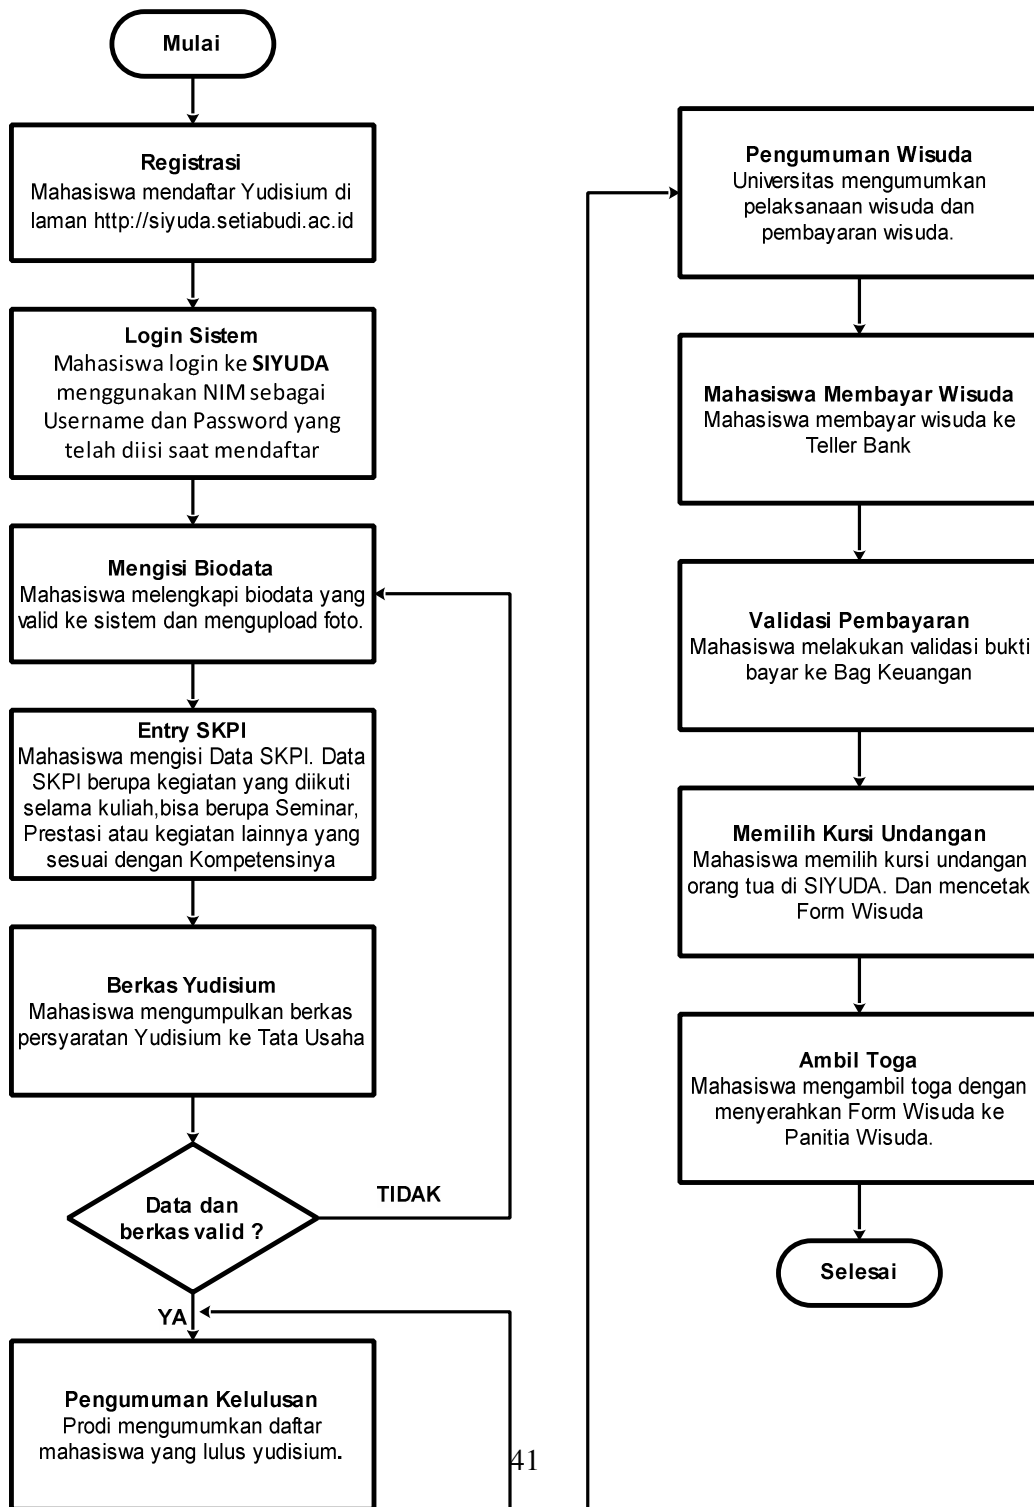 Mulai
Registrasi
Mahasiswa mendaftar Yudisium di
laman http://siyuda.setiabudi.ac.id
Login Sistem
Mahasiswa login ke SIYUDA
menggunakan NIM sebagai
Username dan Password yang
telah diisi saat mendaftar
Mengisi Biodata
Mahasiswa melengkapi biodata yang
valid ke sistem dan mengupload foto.
Entry SKPI
Mahasiswa mengisi Data SKPI. Data
SKPI berupa kegiatan yang diikuti
selama kuliah,bisa berupa Seminar,
Prestasi atau kegiatan lainnya yang
sesuai dengan Kompetensinya
Berkas Yudisium
Mahasiswa mengumpulkan berkas
persyaratan Yudisium ke Tata Usaha
Data dan
berkas valid ?
TIDAK
YA
Pengumuman Kelulusan
Prodi mengumumkan daftar
mahasiswa yang lulus yudisium.
Pengumuman Wisuda
Universitas mengumumkan
pelaksanaan wisuda dan
pembayaran wisuda.
Mahasiswa Membayar Wisuda
Mahasiswa membayar wisuda ke
Teller Bank
Validasi Pembayaran
Mahasiswa melakukan validasi bukti
bayar ke Bag Keuangan
Memilih Kursi Undangan
Mahasiswa memilih kursi undangan
orang tua di SIYUDA. Dan mencetak
Form Wisuda
Ambil Toga
Mahasiswa mengambil toga dengan
menyerahkan Form Wisuda ke
Panitia Wisuda.
Selesai
41